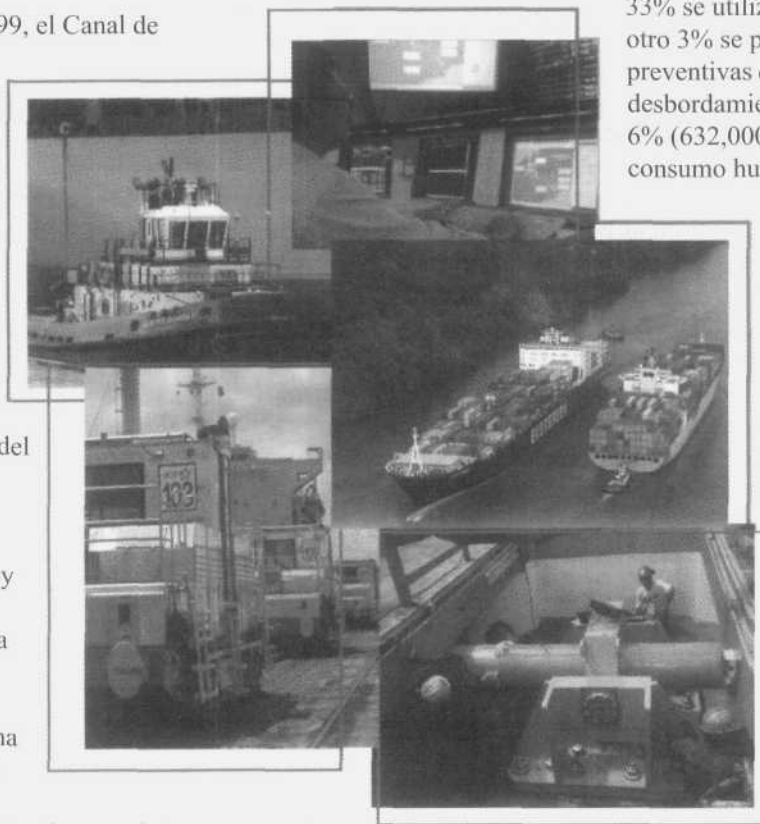 99, el Canal de
del
y
a
na
33% se utiliz
otro 3% se p
preventivas
desbordamie
6% (632,000
consumo hu